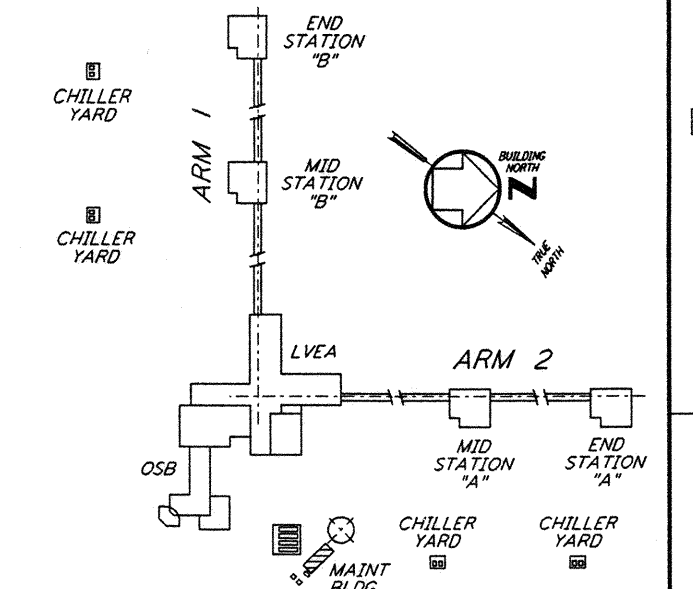 END
STATION
"B"
CHILLER
YARD
ARM 1
MID
STATION
"B"
BUILDING
NORTH
N
TRUE
NORTH
CHILLER
YARD
LVEA
ARM 2
OSB
MID
STATION
"A"
END
STATION
"A"
CHILLER
YARD
CHILLER
YARD
MAINT
BLDG